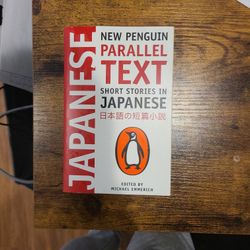 JAPANESE
NEW PENGUIN
PARALLEL
TEXT
SHORT STORIES IN
JAPANESE
日本語の短篇小説
EDITED BY
MICHAEL EMMERICH